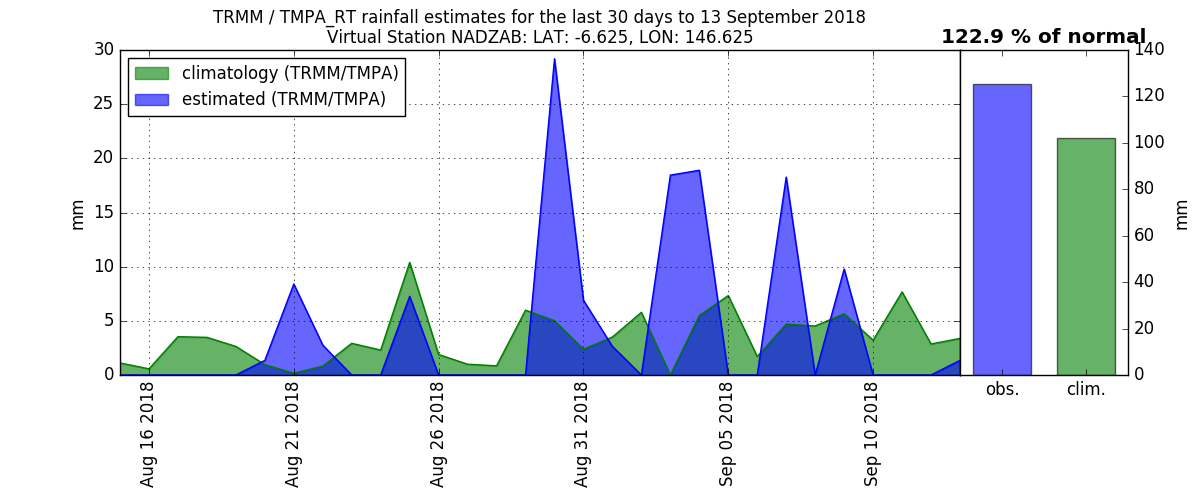 TRMM / TMPA_RT rainfall estimates for the last 30 days to 13 September 2018
Virtual Station NADZAB: LAT: -6.625, LON: 146.625
122.9 % of normal
climatology (TRMM/TMPA)
estimated (TRMM/TMPA)
30
25
20
15
10
5
0
mm
Aug 16 2018
Aug 21 2018
Aug 26 2018
Aug 31 2018
Sep 05 2018
Sep 10 2018
140
120
100
80
60
40
20
0
mm
obs.
clim.